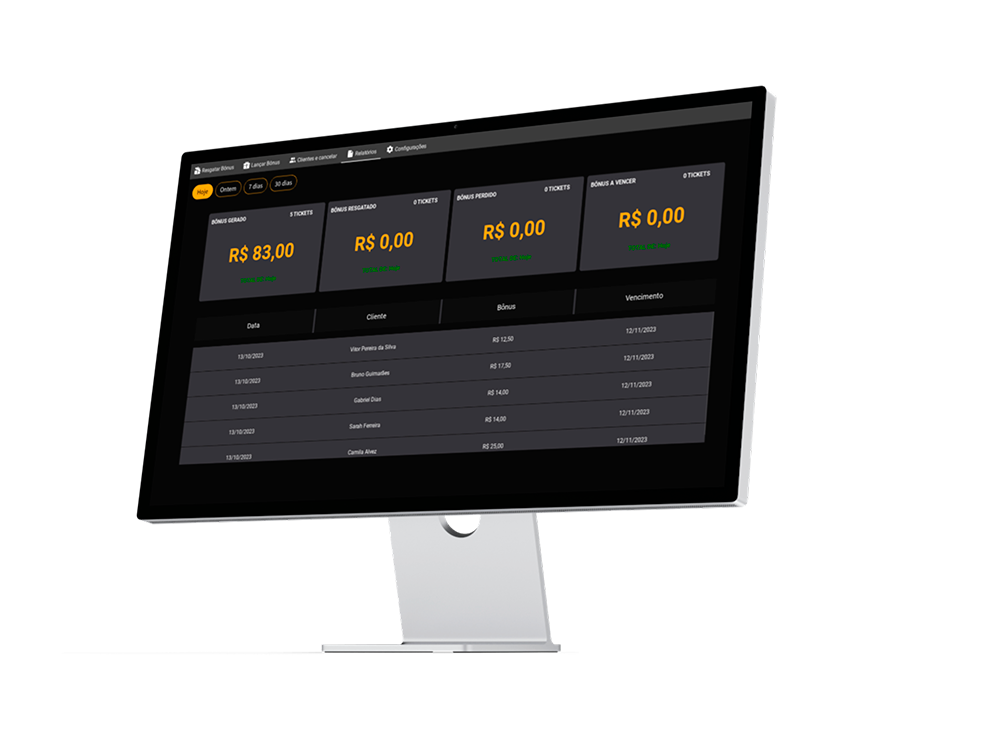 Resgatar Bônus Lançar Bônus Clientes a cancelar Relatórios Configurações
Hoje Ontem 7 dias 30 dias
BÔNUS GERADO 5 TICKETS
R$ 83,00
BÔNUS RESGATADO 0 TICKETS
R$ 0,00
BÔNUS PERDIDO 0 TICKETS
R$ 0,00
BÔNUS A VENCER 0 TICKETS
R$ 0,00
Data Cliente Bônus Vencimento
13/10/2023 Vitor Pereira da Silva R$ 12,50 12/11/2023
13/10/2023 Bruno Guimarães R$ 17,50 12/11/2023
13/10/2023 Gabriel Dias R$ 14,00 12/11/2023
13/10/2023 Sarah Ferreira R$ 14,00 12/11/2023
13/10/2023 Camila Alvez R$ 25,00 12/11/2023